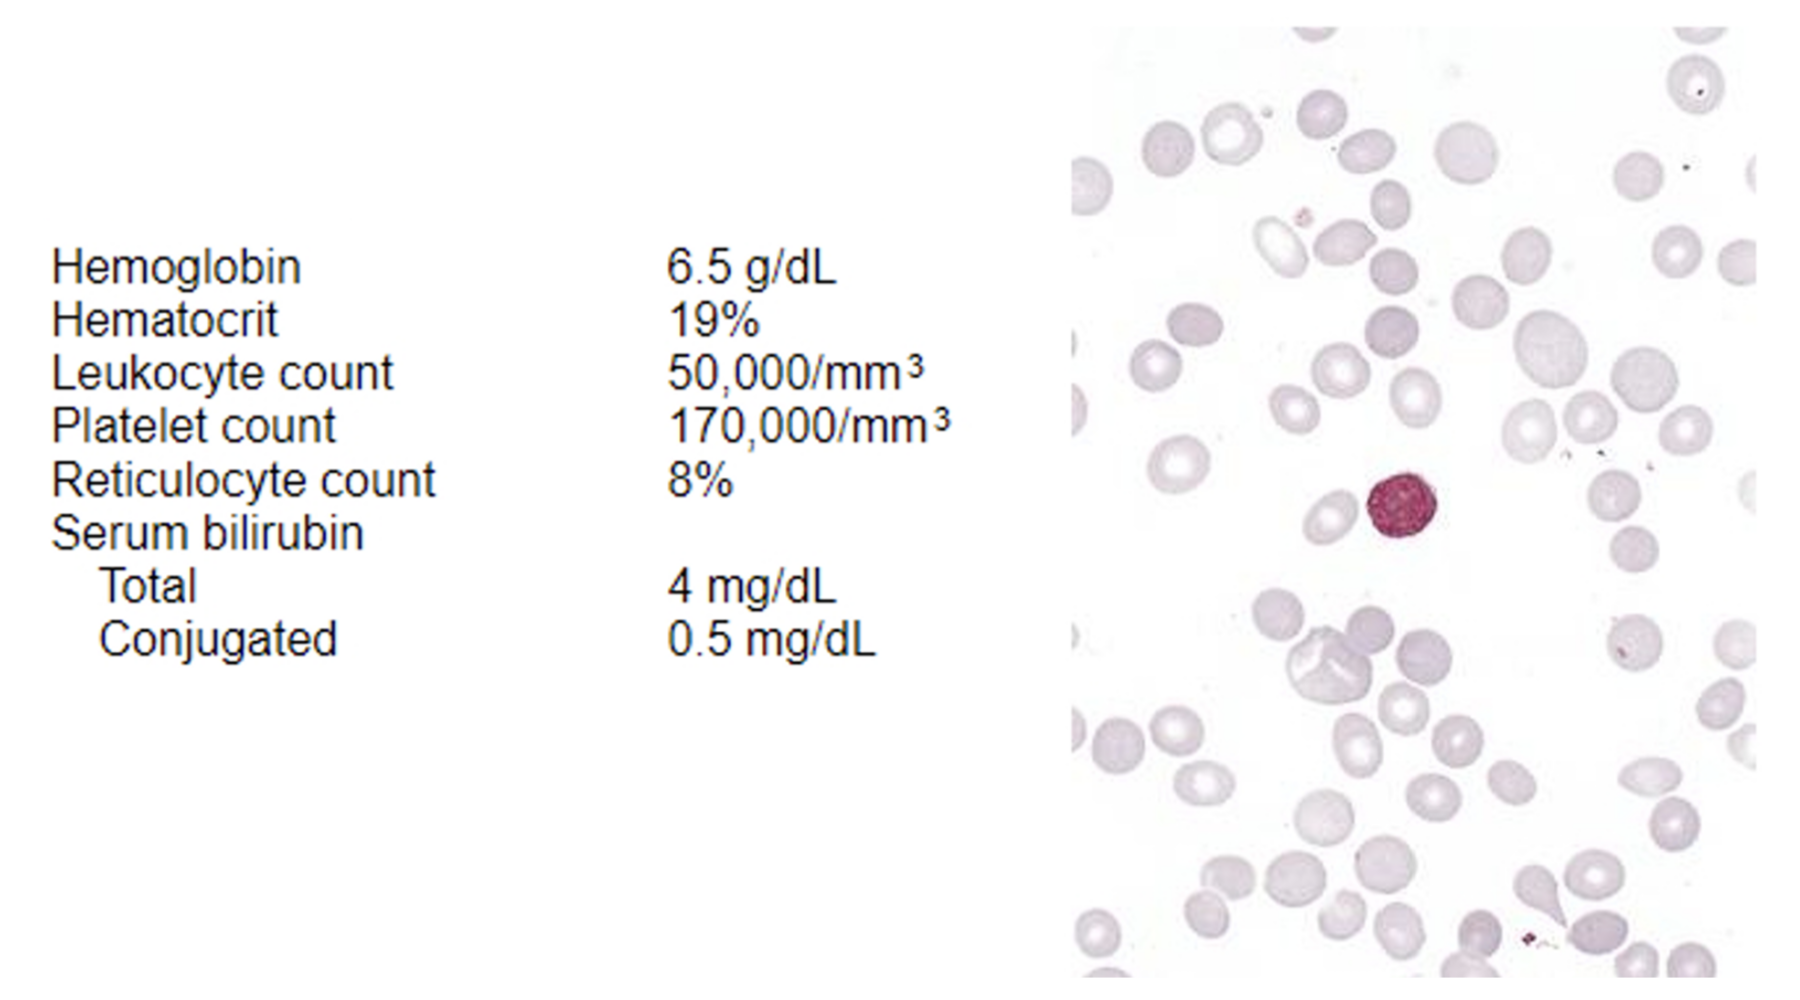 Hemoglobin 6.5 g/dL
Hematocrit 19%
Leukocyte count 50,000/mm³
Platelet count 170,000/mm³
Reticulocyte count 8%
Serum bilirubin
Total 4 mg/dL
Conjugated 0.5 mg/dL